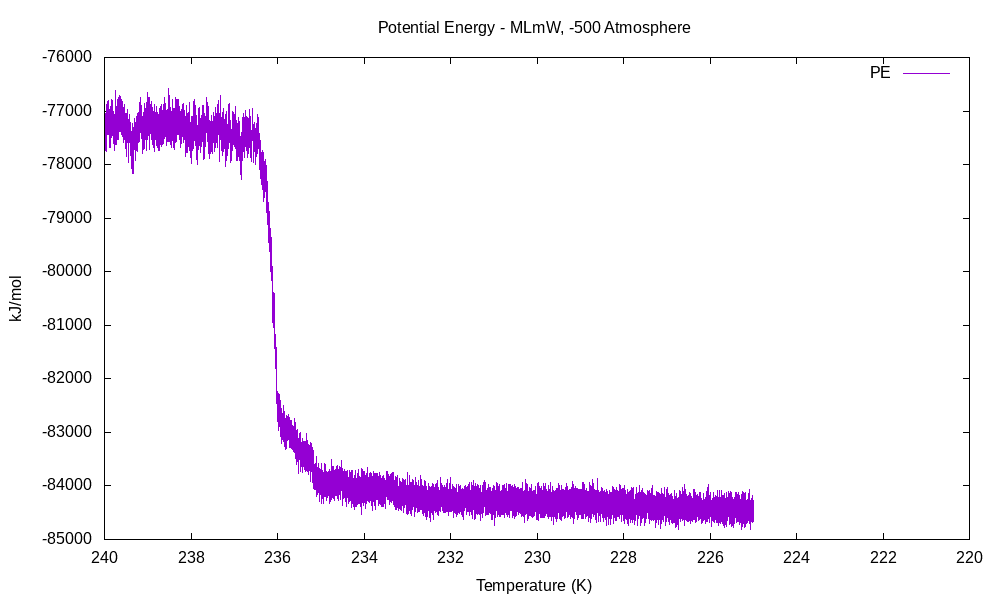 Potential Energy - MLmW, -500 Atmosphere
PE
-76000
-77000
-78000
-79000
-80000
-81000
-82000
-83000
-84000
-85000
kJ/mol
240 238 236 234 232 230 228 226 224 222 220
Temperature (K)